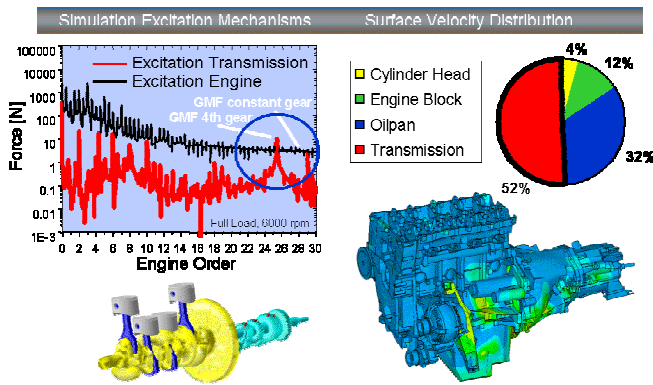 Simulation Excitation Mechanisms
Surface Velocity Distribution
100000
10000
1000
100
10
1
0.1
0.01
1E-3
Force [N]
Excitation Transmission
Excitation Engine
GMF constant gear
GMF 4th gear
Full Load, 6000 rpm
0 2 4 6 8 10 12 14 16 18 20 22 24 26 28 30
Engine Order
Cylinder Head
Engine Block
Oilpan
Transmission
4%
12%
32%
52%